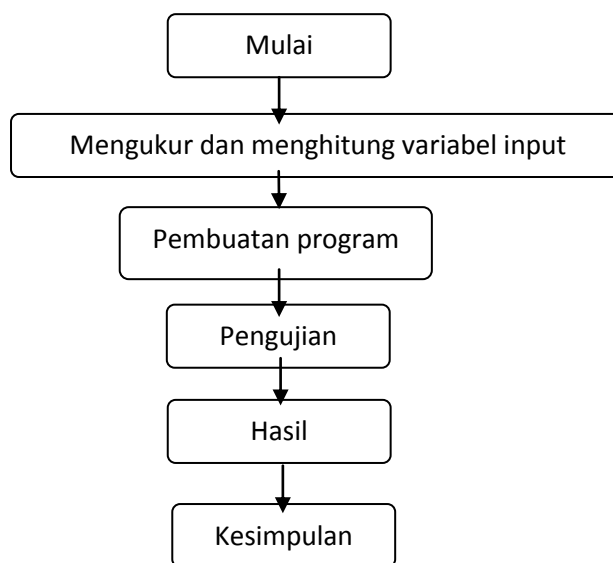 Mulai
Mengukur dan menghitung variabel input
Pembuatan program
Pengujian
Hasil
Kesimpulan